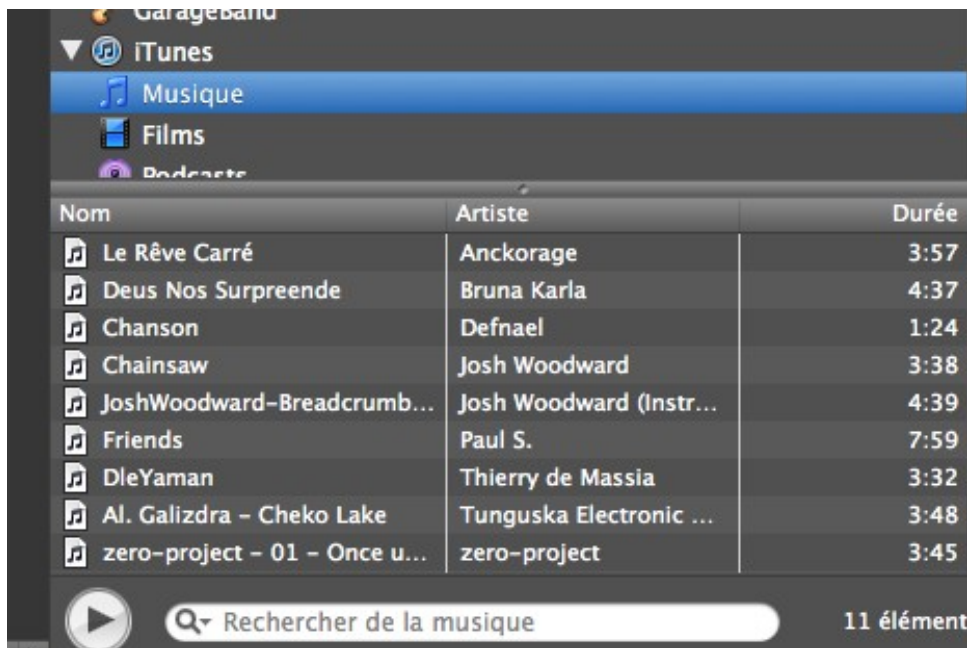 GarageBand
iTunes
Musique
Films
Podcasts
Nom Artiste Durée
Le Rêve Carré Anckorage 3:57
Deus Nos Surpreende Bruna Karla 4:37
Chanson Defnael 1:24
Chainsaw Josh Woodward 3:38
JoshWoodward-Breadcrumb... Josh Woodward (Instr... 4:39
Friends Paul S. 7:59
DleYaman Thierry de Massia 3:32
Al. Galizdra - Cheko Lake Tunguska Electronic ... 3:48
zero-project - 01 - Once u... zero-project 3:45
Rechercher de la musique 11 élément